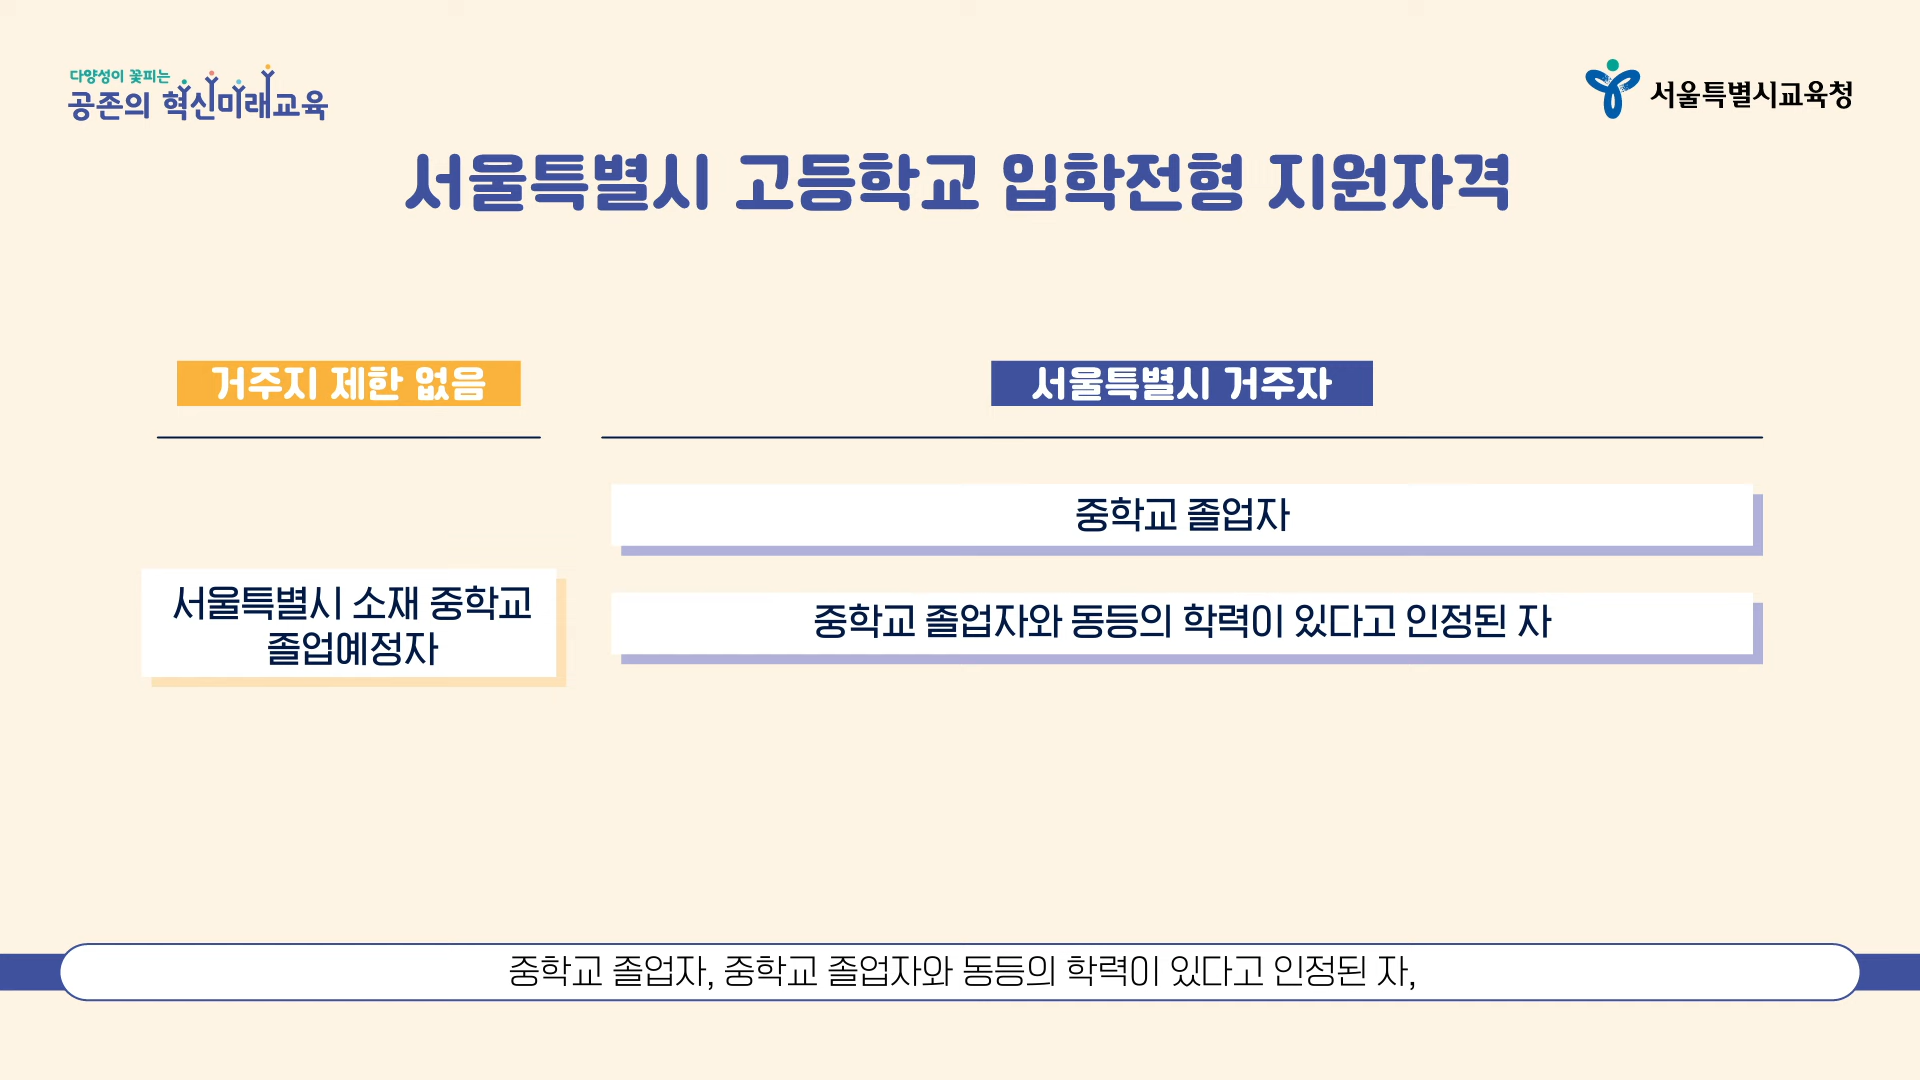 다양성이 꽃피는
공존의 혁신미래교육
서울특별시교육청
서울특별시 고등학교 입학전형 지원자격
거주지 제한 없음
서울특별시 소재 중학교
졸업예정자
서울특별시 거주자
중학교 졸업자
중학교 졸업자와 동등의 학력이 있다고 인정된 자
중학교 졸업자, 중학교 졸업자와 동등의 학력이 있다고 인정된 자,